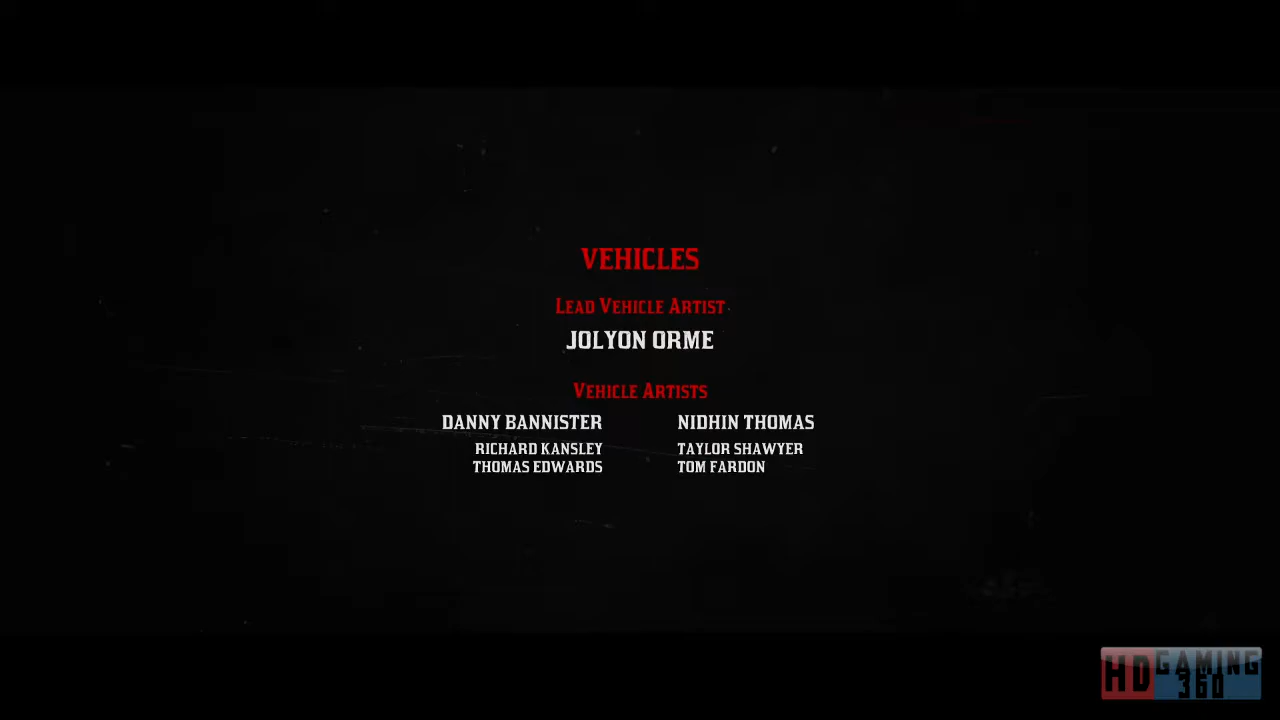 VEHICLES
LEAD VEHICLE ARTIST
JOLYON ORME
VEHICLE ARTISTS
DANNY BANNISTER NIDHIN THOMAS
RICHARD KANSLEY TAYLOR SHAWYER
THOMAS EDWARDS TOM FARDON
HD GAMING
360